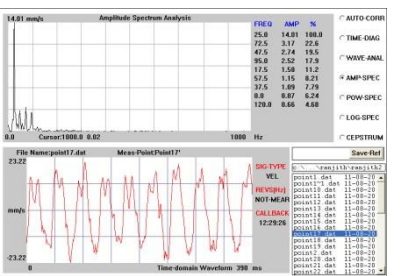 14.81 mm/s Amplitude Spectrum Analysis
FREQ AMP %
25.0 14.81 100.0
72.5 3.17 22.6
47.5 2.74 19.5
95.0 2.52 17.9
17.5 1.58 11.2
57.5 1.15 8.21
37.5 1.09 7.79
0.0 0.87 6.24
120.0 0.66 4.68
AUTO-CORR
TIME-DIAG
WAVE-ANAL
AMP-SPEC
POW-SPEC
LOG-SPEC
CEPSTRUM
0.0 Cursor:1000.0 0.02 1000 Hz
Save-Ref
File Name:point17.dat Meas-Point:Point17'
23.22
mm/s
-23.22
0 Time-domain Waveform 398 ms
SIG-TYPE
VEL
REVS[Hz]
NOT-MEAR
CALLBACK
12:29:26
c:\...\ranjith\ranjith2
point1.dat 11-08-20
point~1.dat 11-08-20
point10.dat 11-08-20
point11.dat 11-08-20
point12.dat 11-08-20
point13.dat 11-08-20
point14.dat 11-08-20
point15.dat 11-08-20
point16.dat 11-08-20
point17.dat 11-08-20
point18.dat 11-08-20
point19.dat 11-08-20
point2.dat 11-08-20
point20.dat 11-08-20
point21.dat 11-08-20
point22.dat 11-08-20